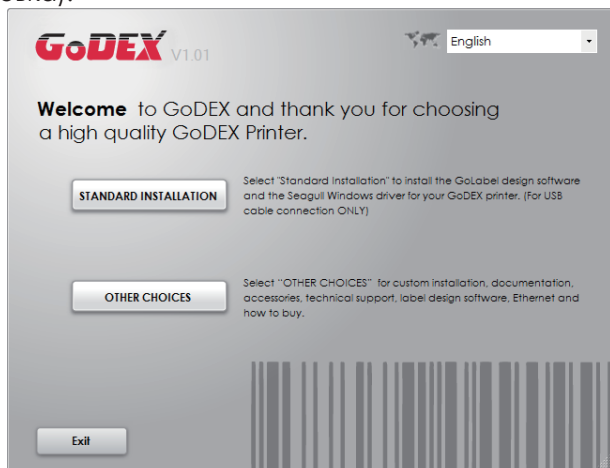 GoDEX V1.01
English
Welcome to GoDEX and thank you for choosing
a high quality GoDEX Printer.
STANDARD INSTALLATION
Select "Standard Installation" to install the GoLabel design software
and the Seagull Windows driver for your GoDEX printer. (For USB
cable connection ONLY)
OTHER CHOICES
Select "OTHER CHOICES" for custom installation, documentation,
accessories, technical support, label design software, Ethernet and
how to buy.
Exit